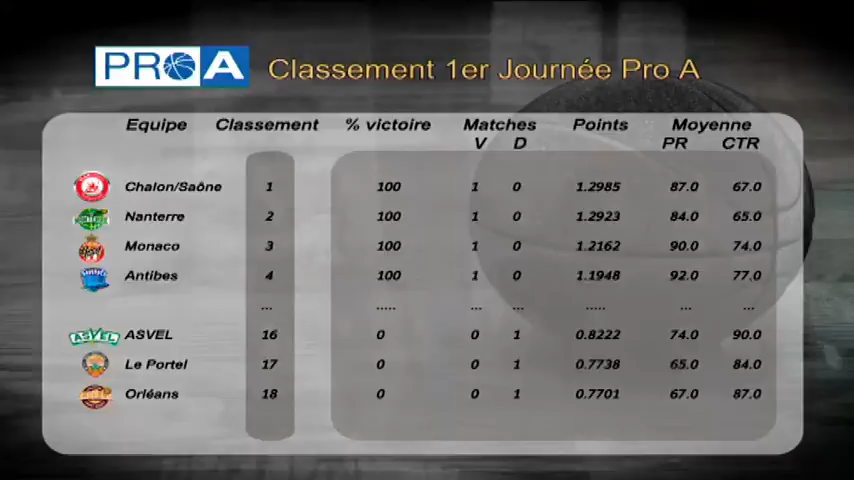 PRO A Classement 1er Journée Pro A
Equipe Classement % victoire Matches Points Moyenne
V D PR CTR
Chalon/Saône 1 100 1 0 1.2985 87.0 67.0
Nanterre 2 100 1 0 1.2923 84.0 65.0
Monaco 3 100 1 0 1.2162 90.0 74.0
Antibes 4 100 1 0 1.1948 92.0 77.0
... ..... ... ... ..... ... ...
ASVEL ASVEL 16 0 0 1 0.8222 74.0 90.0
Le Portel 17 0 0 1 0.7738 65.0 84.0
Orléans 18 0 0 1 0.7701 67.0 87.0